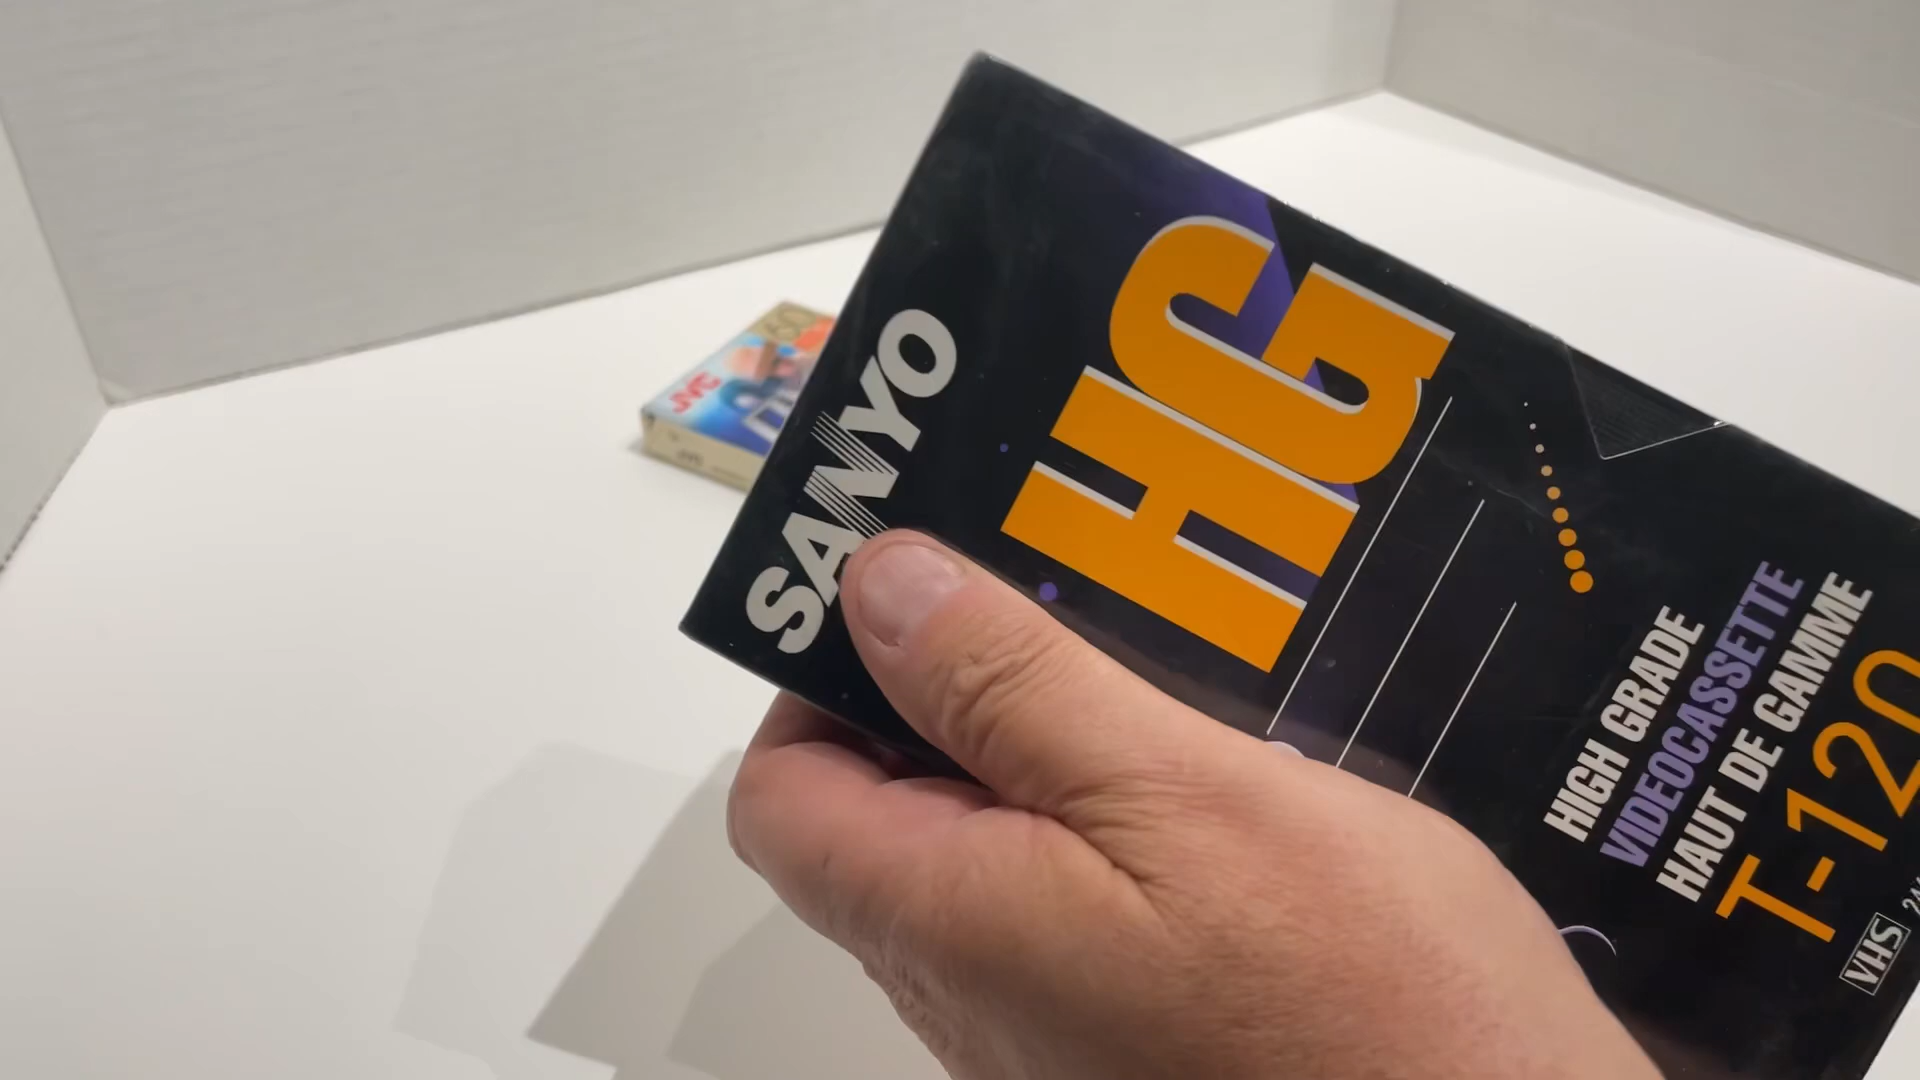 SANYO
HG
HIGH GRADE
VIDEOCASSETTE
HAUT DE GAMME
T-120
VHS
JVC